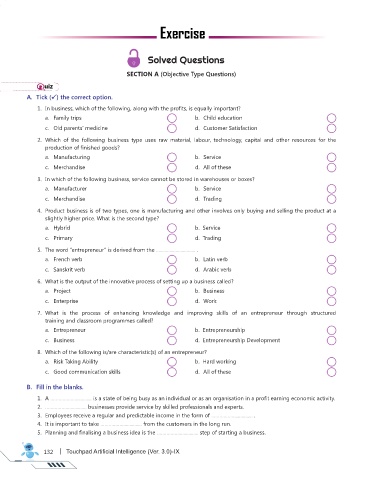 Exercise
Solved Questions
SECTION A (Objective Type Questions)
Quiz
A. Tick (✓) the correct option.
1. In business, which of the following, along with the profits, is equally important?
a. Family trips b. Child education
c. Old parents' medicine d. Customer Satisfaction
2. Which of the following business type uses raw material, labour, technology, capital and other resources for the
production of finished goods?
a. Manufacturing b. Service
c. Merchandise d. All of these
3. In which of the following business, service cannot be stored in warehouses or boxes?
a. Manufacturer b. Service
c. Merchandise d. Trading
4. Product business is of two types, one is manufacturing and other involves only buying and selling the product at a
slightly higher price. What is the second type?
a. Hybrid b. Service
c. Primary d. Trading
5. The word "entrepreneur" is derived from the ........................
a. French verb b. Latin verb
c. Sanskrit verb d. Arabic verb
6. What is the output of the innovative process of setting up a business called?
a. Project b. Business
c. Enterprise d. Work
7. What is the process of enhancing knowledge and improving skills of an entrepreneur through structured
training and classroom programmes called?
a. Entrepreneur b. Entrepreneurship
c. Business d. Entrepreneurship Development
8. Which of the following is/are characteristic(s) of an entrepreneur?
a. Risk Taking Ability b. Hard working
c. Good communication skills d. All of these
B. Fill in the blanks.
1. A ........................ is a state of being busy as an individual or as an organisation in a profit earning economic activity.
2. ........................ businesses provide service by skilled professionals and experts.
3. Employees receive a regular and predictable income in the form of ........................ .
4. It is important to take ........................ from the customers in the long run.
5. Planning and finalising a business idea is the ........................ step of starting a business.
132 | Touchpad Artificial Intelligence (Ver. 3.0)-IX